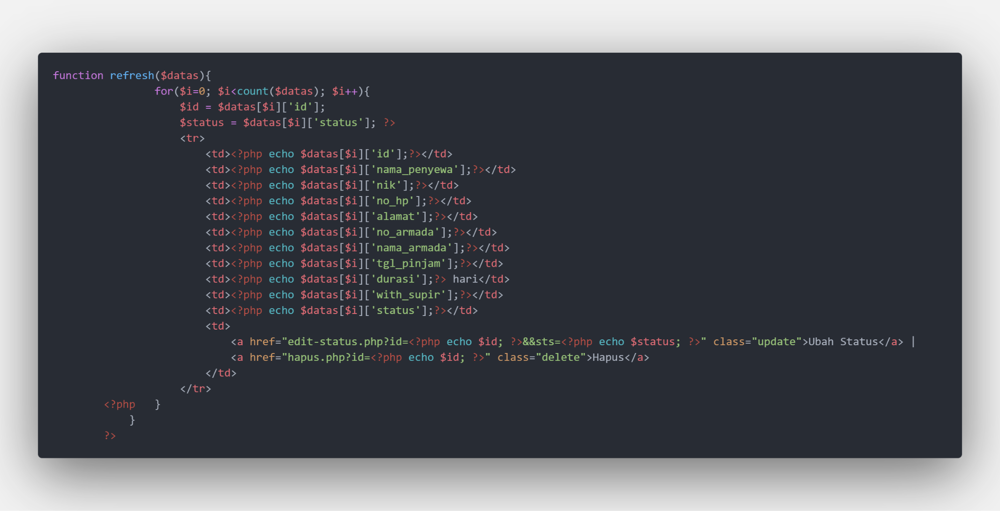 function refresh($datas){
for($i=0; $i<count($datas); $i++){
$id = $datas[$i]['id'];
$status = $datas[$i]['status']; ?>
<tr>
<td><?php echo $datas[$i]['id'];?></td>
<td><?php echo $datas[$i]['nama_penyewa'];?></td>
<td><?php echo $datas[$i]['nik'];?></td>
<td><?php echo $datas[$i]['no_hp'];?></td>
<td><?php echo $datas[$i]['alamat'];?></td>
<td><?php echo $datas[$i]['no_armada'];?></td>
<td><?php echo $datas[$i]['nama_armada'];?></td>
<td><?php echo $datas[$i]['tgl_pinjam'];?></td>
<td><?php echo $datas[$i]['durasi'];?> hari</td>
<td><?php echo $datas[$i]['with_supir'];?></td>
<td><?php echo $datas[$i]['status'];?></td>
<td>
<a href="edit-status.php?id=<?php echo $id; ?>&&sts=<?php echo $status; ?>" class="update">Ubah Status</a> |
<a href="hapus.php?id=<?php echo $id; ?>" class="delete">Hapus</a>
</td>
</tr>
<?php   }
}
?>